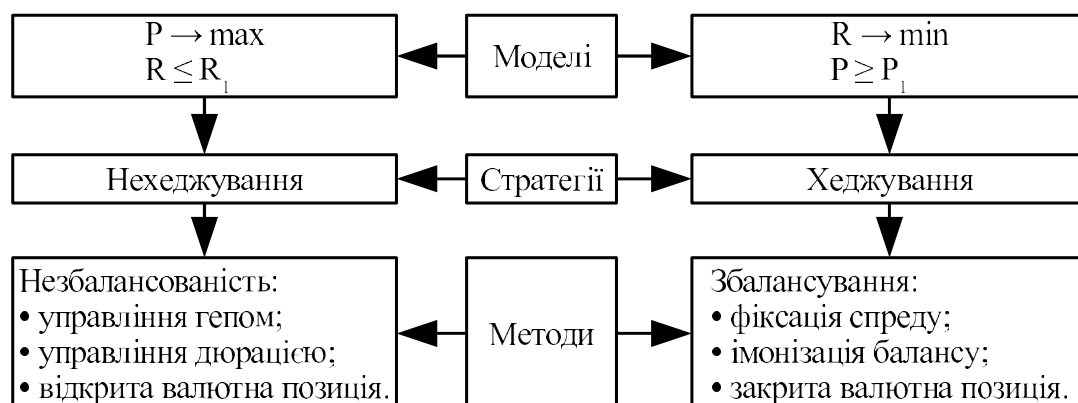 P → max
R ≤ R₁
Моделі
R → min
P ≥ P₁
Нехеджування
Стратегії
Хеджування
Незбалансованість:
• управління гепом;
• управління дюрацією;
• відкрита валютна позиція.
Методи
Збалансування:
• фіксація спреду;
• імонізація балансу;
• закрита валютна позиція.